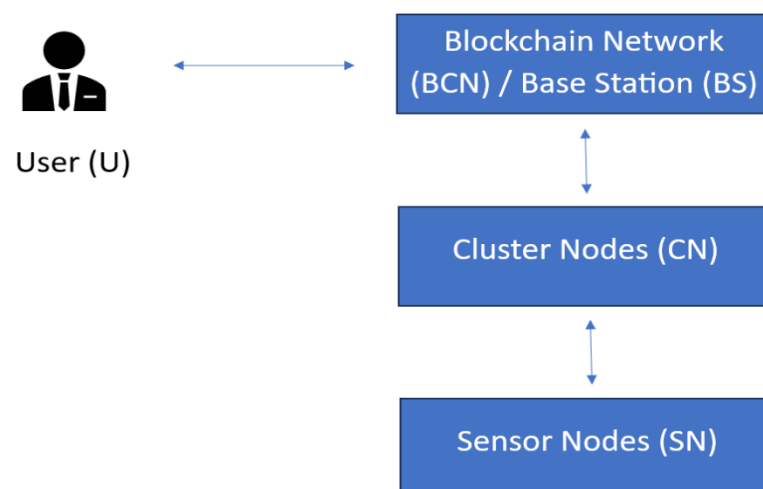 Blockchain Network
(BCN) / Base Station (BS)
User (U)
Cluster Nodes (CN)
Sensor Nodes (SN)